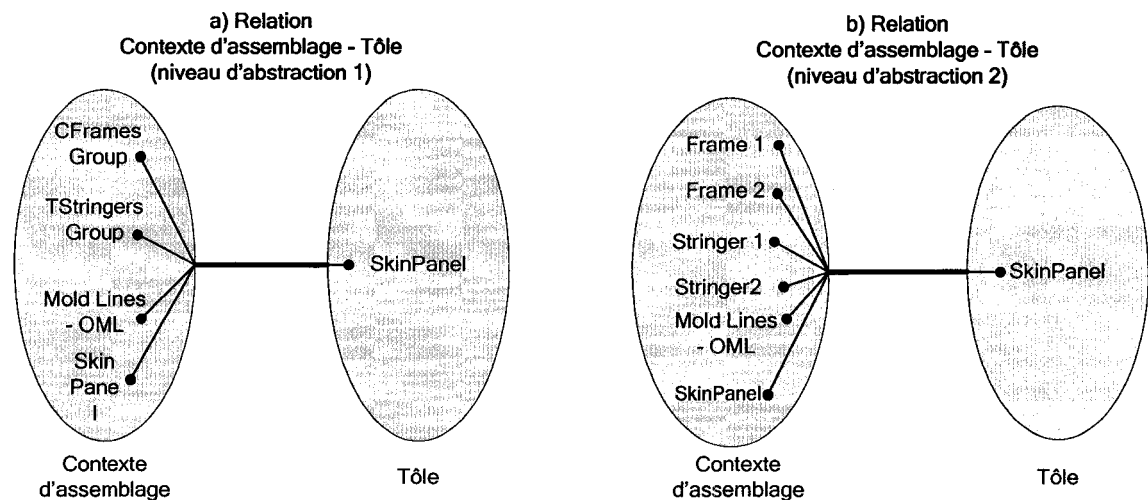 a) Relation
Contexte d'assemblage - Tôle
(niveau d'abstraction 1)
CFrames
Group
TStringers
Group
Mold Lines
- OML
Skin
Pane
l
SkinPanel
Contexte
d'assemblage
Tôle
b) Relation
Contexte d'assemblage - Tôle
(niveau d'abstraction 2)
Frame 1
Frame 2
Stringer 1
Stringer2
Mold Lines
- OML
SkinPanel
SkinPanel
Contexte
d'assemblage
Tôle